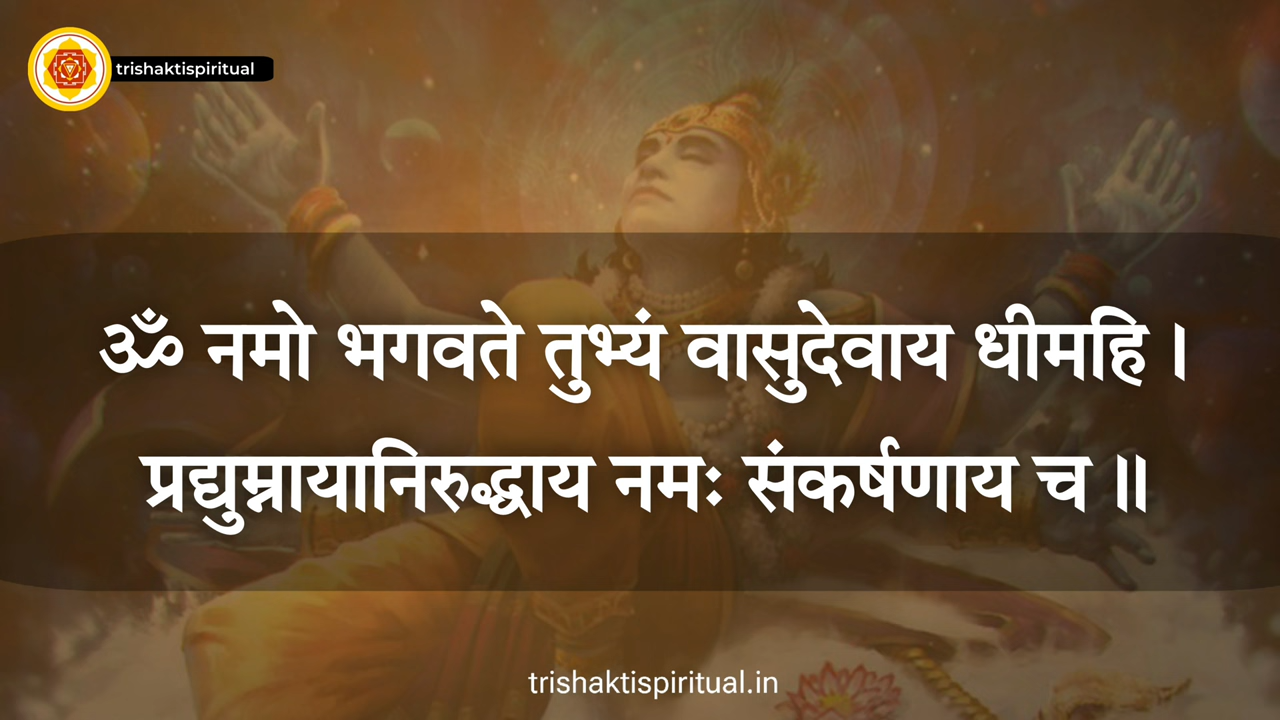 trishaktispiritual
ॐ नमो भगवते तुभ्यं वासुदेवाय धीमहि ।
प्रद्युम्नायानिरुद्धाय नमः संकर्षणाय च ॥
trishaktispiritual.in